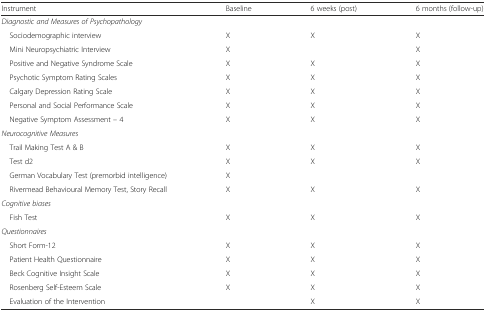 Instrument Baseline 6 weeks (post) 6 months (follow-up)
Diagnostic and Measures of Psychopathology
Sociodemographic interview X X X
Mini Neuropsychiatric Interview X X
Positive and Negative Syndrome Scale X X X
Psychotic Symptom Rating Scales X X X
Calgary Depression Rating Scale X X X
Personal and Social Performance Scale X X X
Negative Symptom Assessment – 4 X X X
Neurocognitive Measures
Trail Making Test A & B X X X
Test d2 X X X
German Vocabulary Test (premorbid intelligence) X
Rivermead Behavioural Memory Test, Story Recall X X X
Cognitive biases
Fish Test X X X
Questionnaires
Short Form-12 X X X
Patient Health Questionnaire X X X
Beck Cognitive Insight Scale X X X
Rosenberg Self-Esteem Scale X X X
Evaluation of the Intervention X X